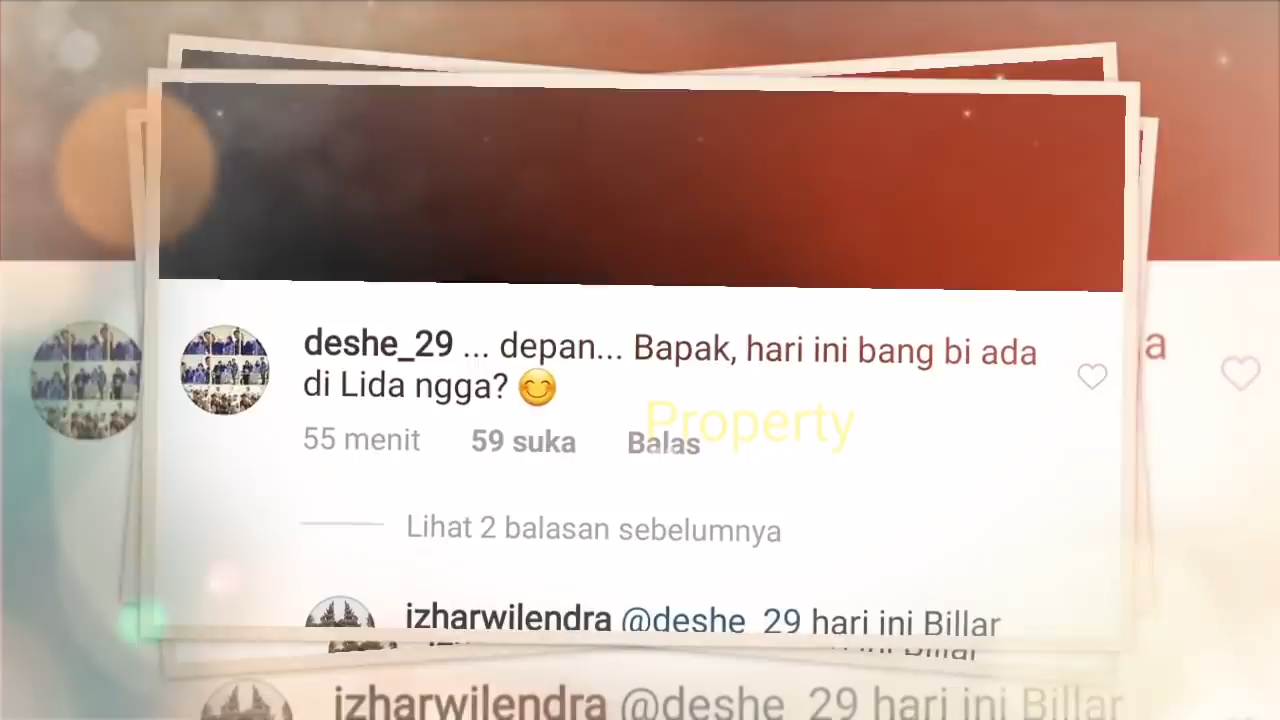 deshe_29 ... depan... Bapak, hari ini bang bi ada
di Lida ngga? 😊
a
Property
55 menit 59 suka Balas
Lihat 2 balasan sebelumnya
izharwilendra @deshe_29 hari ini Billar
izharwilendra @deshe_29 hari ini Billar